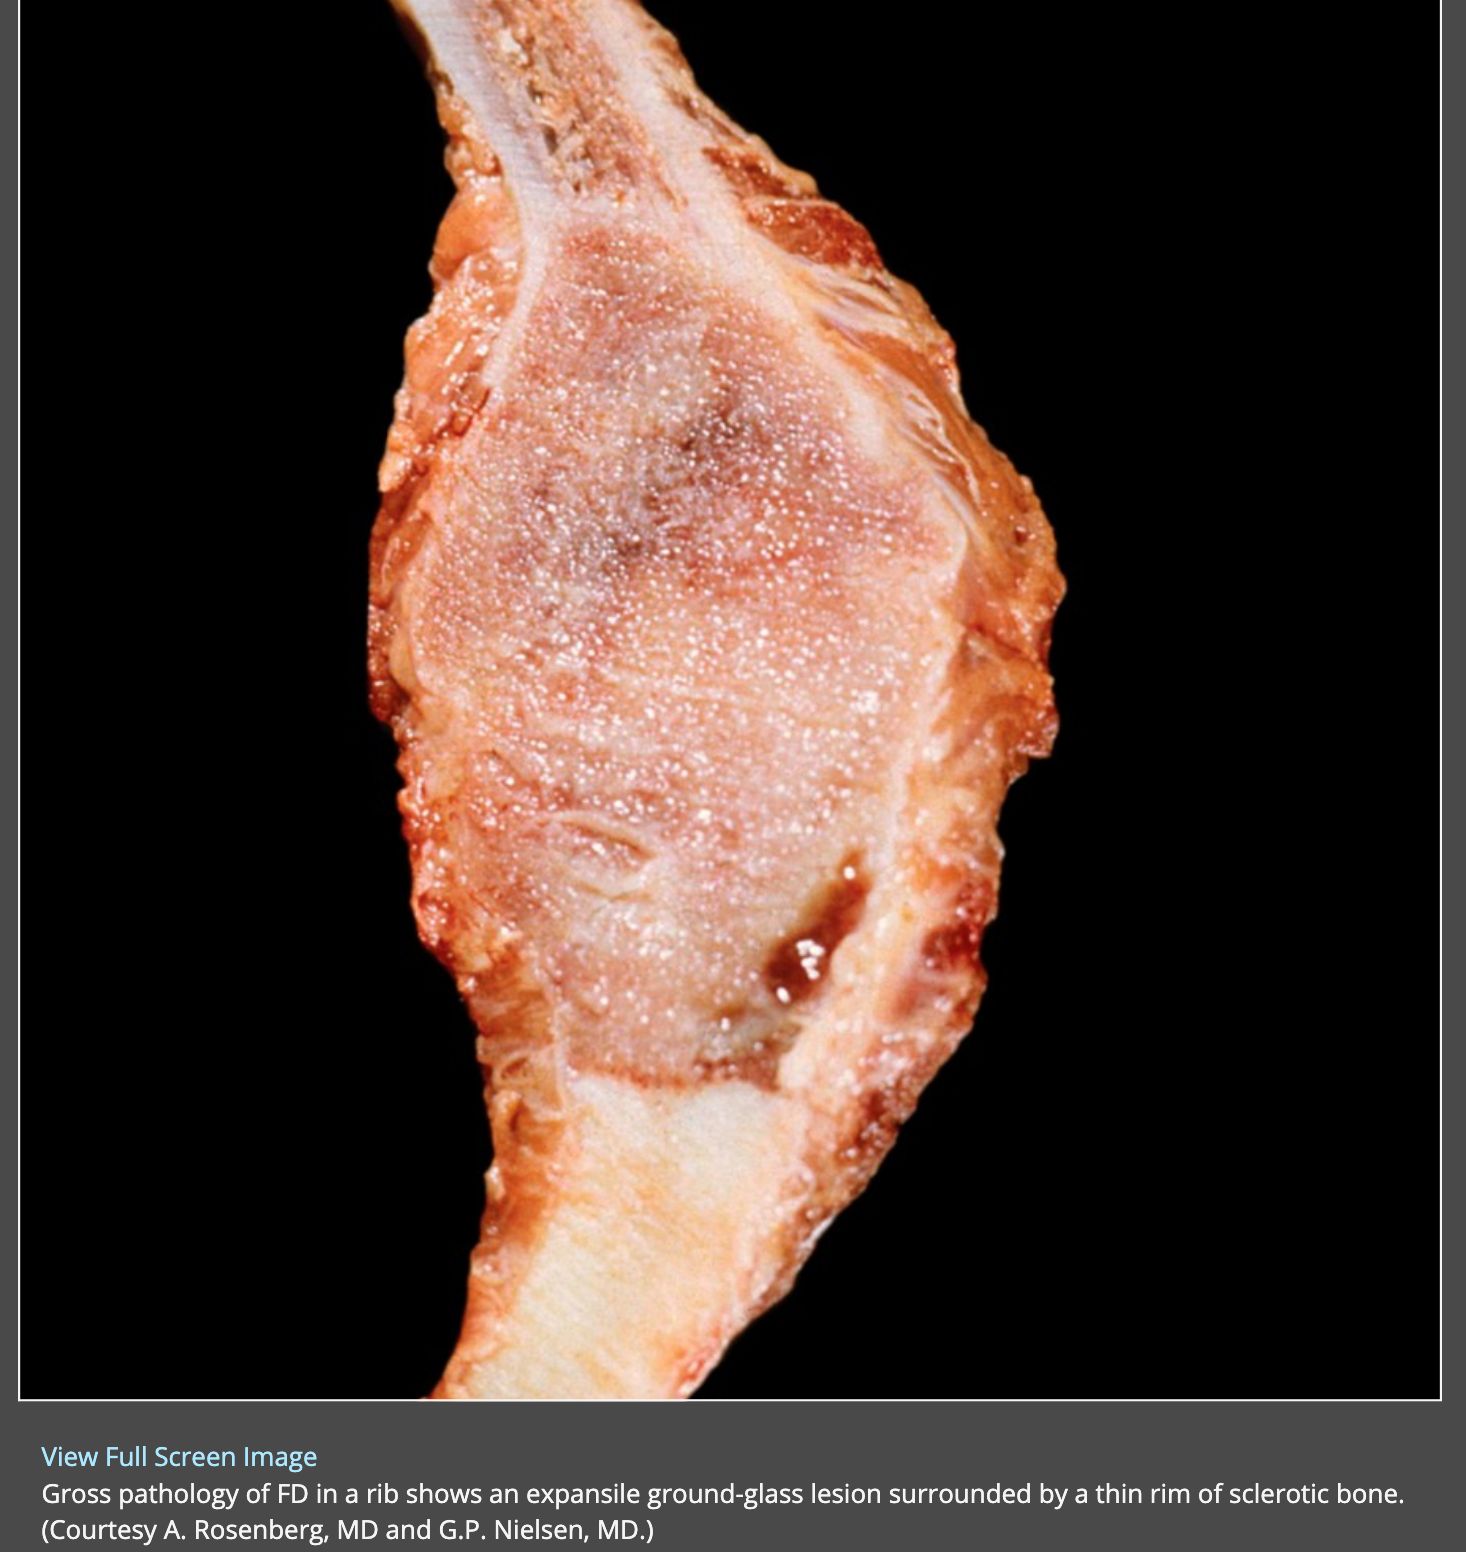 View Full Screen Image
Gross pathology of FD in a rib shows an expansile ground-glass lesion surrounded by a thin rim of sclerotic bone.
(Courtesy A. Rosenberg, MD and G.P. Nielsen, MD.)